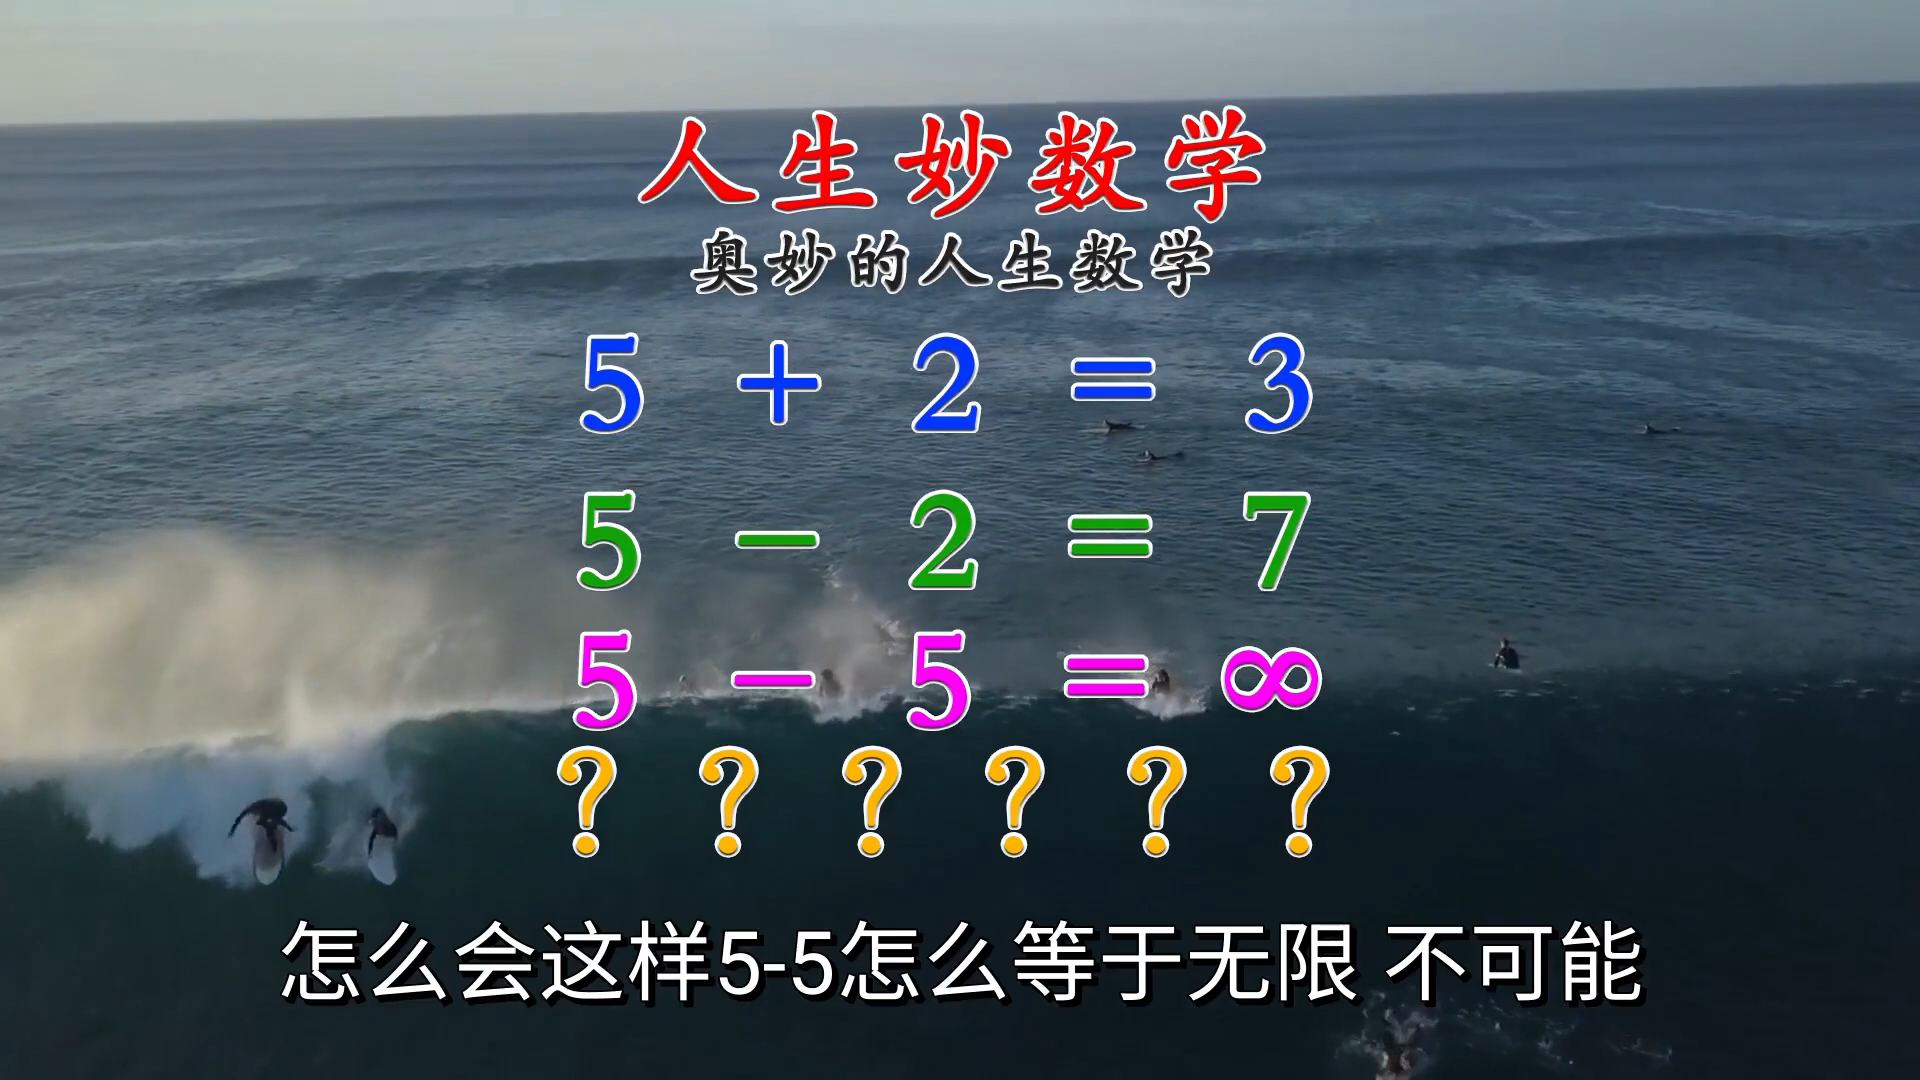 人生妙数学
奥妙的人生数学
5 + 2 = 3
5 - 2 = 7
5 - 5 = ∞
? ? ? ? ? ?
怎么会这样5-5怎么等于无限 不可能